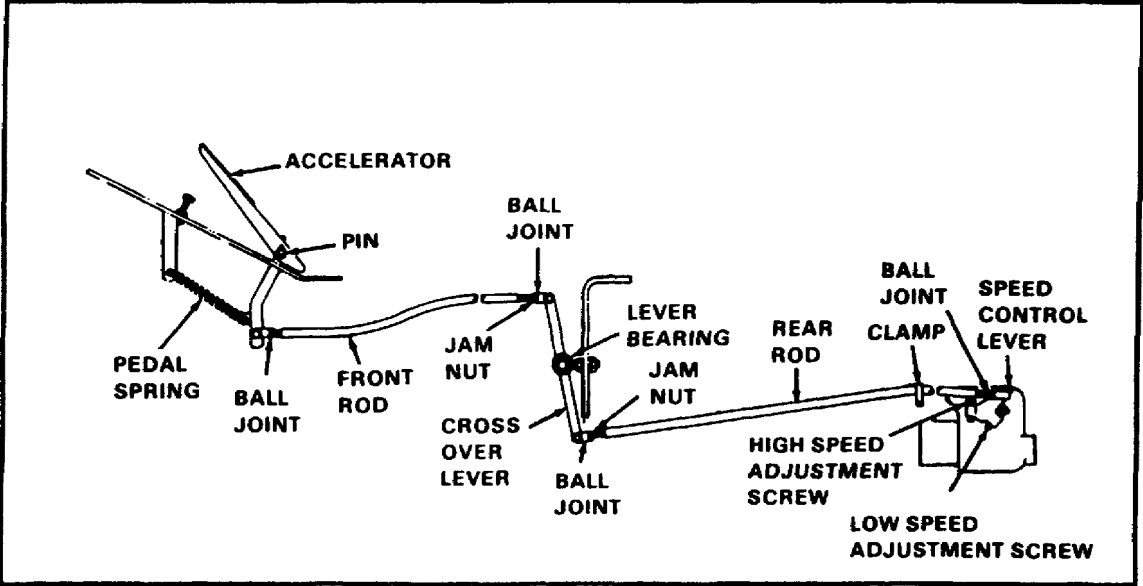 ACCELERATOR
PIN
PEDAL
SPRING
BALL
JOINT
FRONT
ROD
JAM
NUT
BALL
JOINT
LEVER
BEARING
JAM
NUT
CROSS
OVER
LEVER
BALL
JOINT
REAR
ROD
CLAMP
BALL
JOINT
SPEED
CONTROL
LEVER
HIGH SPEED
ADJUSTMENT
SCREW
LOW SPEED
ADJUSTMENT SCREW